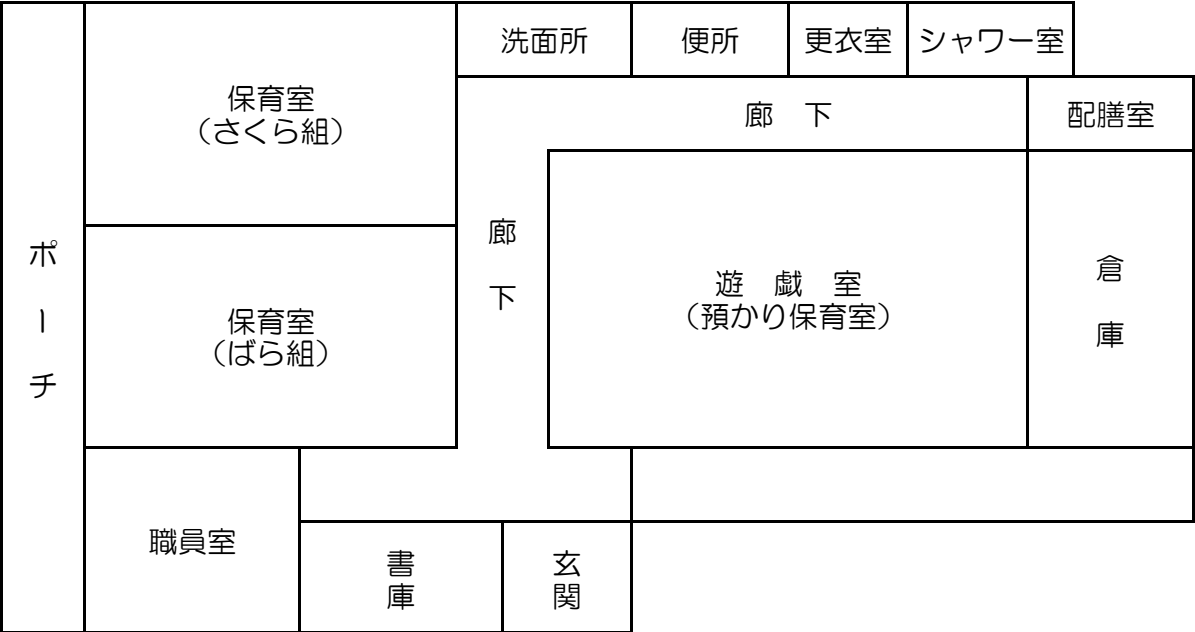 洗面所
便所
更衣室
シャワー室
保育室
（さくら組）
廊　下
配膳室
ポーチ
廊下
遊　戯　室
（預かり保育室）
倉庫
保育室
（ばら組）
職員室
書庫
玄関